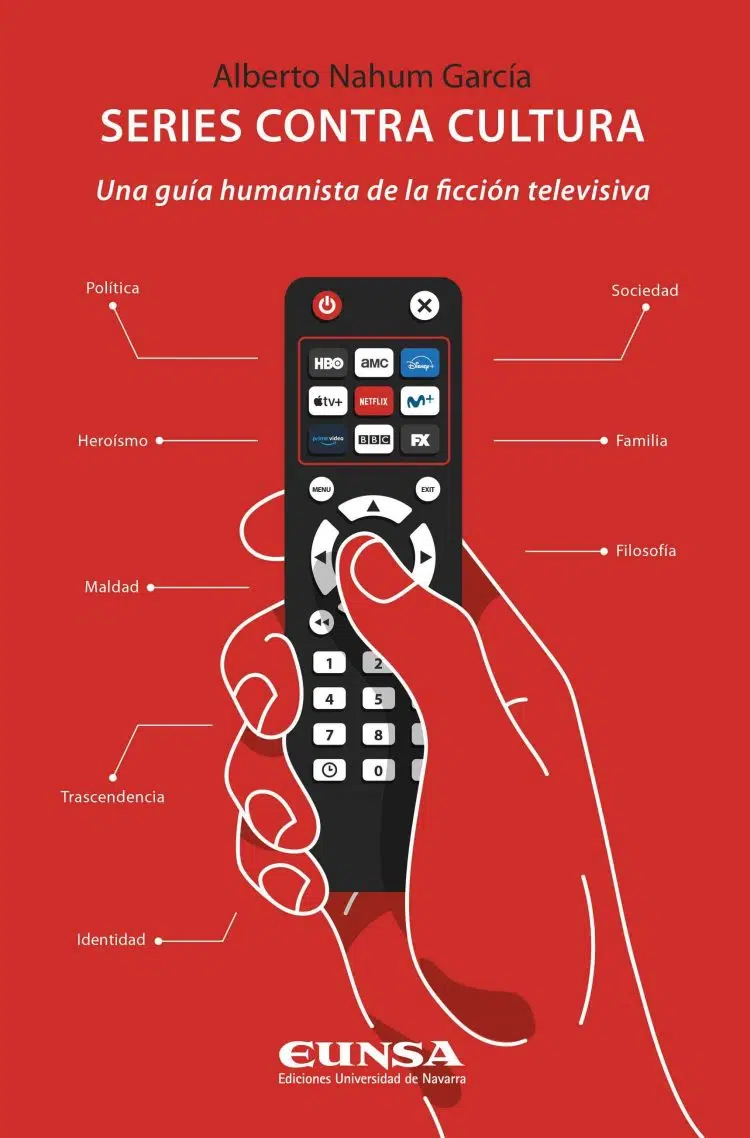 Alberto Nahum García
SERIES CONTRA CULTURA
Una guía humanista de la ficción televisiva
Política
Sociedad
HBO
aMC
Disney+
tv+
NETFLIX
M+
prime video
BBC
FX
Heroísmo
Familia
MENU
EXIT
Filosofía
Maldad
1
2
4
5
7
8
0
Trascendencia
Identidad
EUNSA
Ediciones Universidad de Navarra